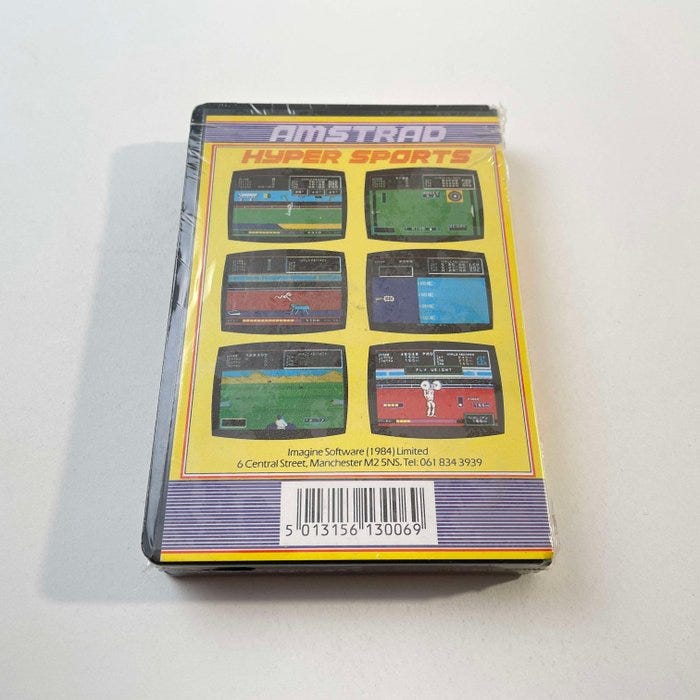 AMSTRAD
HYPER SPORTS
FLY WEIGHT
Imagine Software (1984) Limited
6 Central Street, Manchester M2 5NS. Tel: 061 834 3939
5 013156 130069